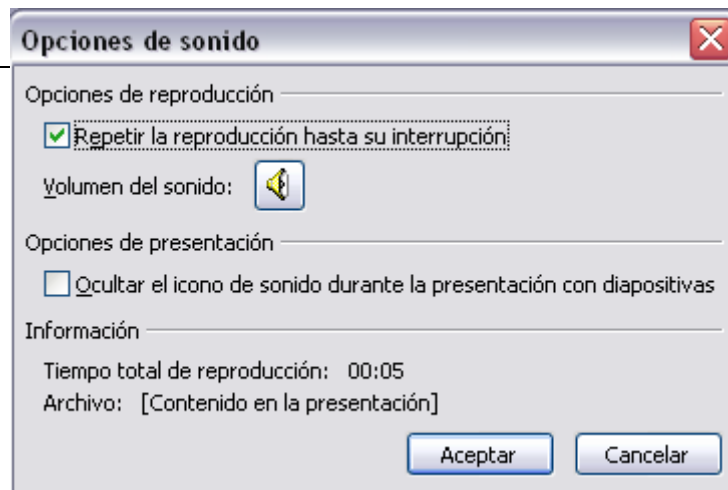 Opciones de sonido
Opciones de reproducción
Repetir la reproducción hasta su interrupción
Volumen del sonido:
Opciones de presentación
Ocultar el icono de sonido durante la presentación con diapositivas
Información
Tiempo total de reproducción: 00:05
Archivo: [Contenido en la presentación]
Aceptar Cancelar